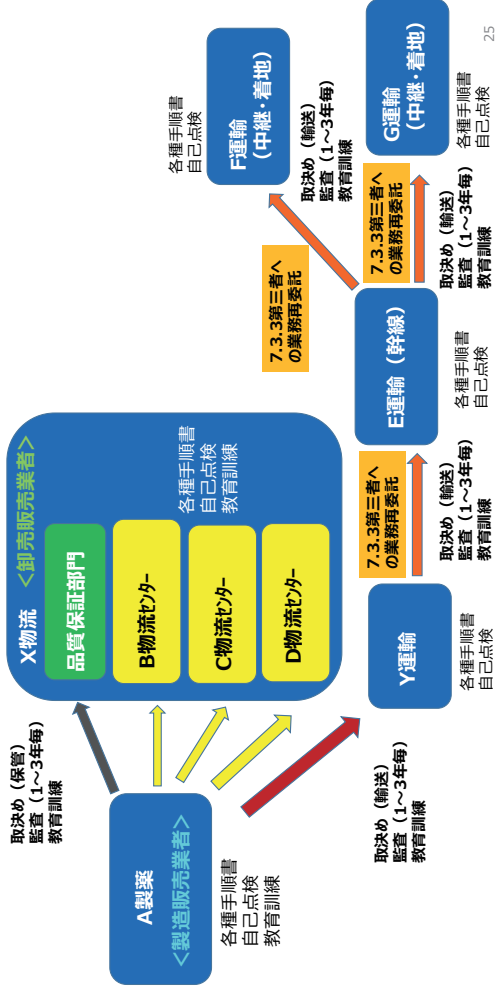 A製薬
<製造販売業者>
各種手順書
自己点検
教育訓練
取決め（保管）
監査（1～3年毎）
教育訓練
X物流 <卸売販売業者>
品質保証部門
B物流センター
C物流センター
D物流センター
各種手順書
自己点検
教育訓練
取決め（輸送）
監査（1～3年毎）
教育訓練
Y運輸
各種手順書
自己点検
7.3.3第三者へ
の業務再委託
取決め（輸送）
監査（1～3年毎）
教育訓練
E運輸（幹線）
各種手順書
自己点検
7.3.3第三者へ
の業務再委託
各種手順書
自己点検
F運輸
（中継・着地）
取決め（輸送）
監査（1～3年毎）
教育訓練
7.3.3第三者へ
の業務再委託
取決め（輸送）
監査（1～3年毎）
教育訓練
G運輸
（中継・着地）
各種手順書
自己点検
25